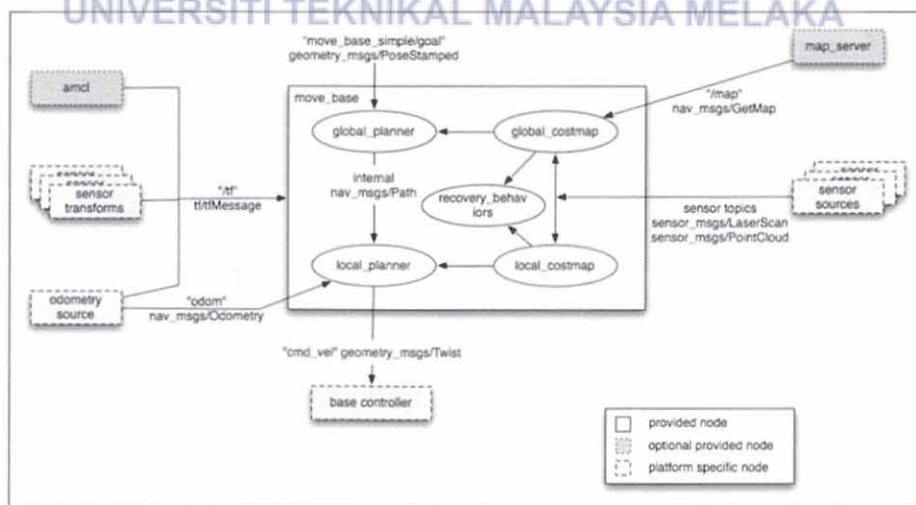 UNIVERSITI TEKNIKAL MALAYSIA MELAKA
"move_base_simple/goal"
geometry_msgs/PoseStamped
map_server
amcl
move_base
"/map"
nav_msgs/GetMap
global_planner
global_costmap
internal
nav_msgs/Path
"/tf"
tf/tfMessage
sensor
transforms
recovery_behav
iors
sensor
sources
sensor topics
sensor_msgs/LaserScan
sensor_msgs/PointCloud
local_planner
local_costmap
odometry
source
"odom"
nav_msgs/Odometry
"cmd_vel" geometry_msgs/Twist
base controller
provided node
optional provided node
platform specific node